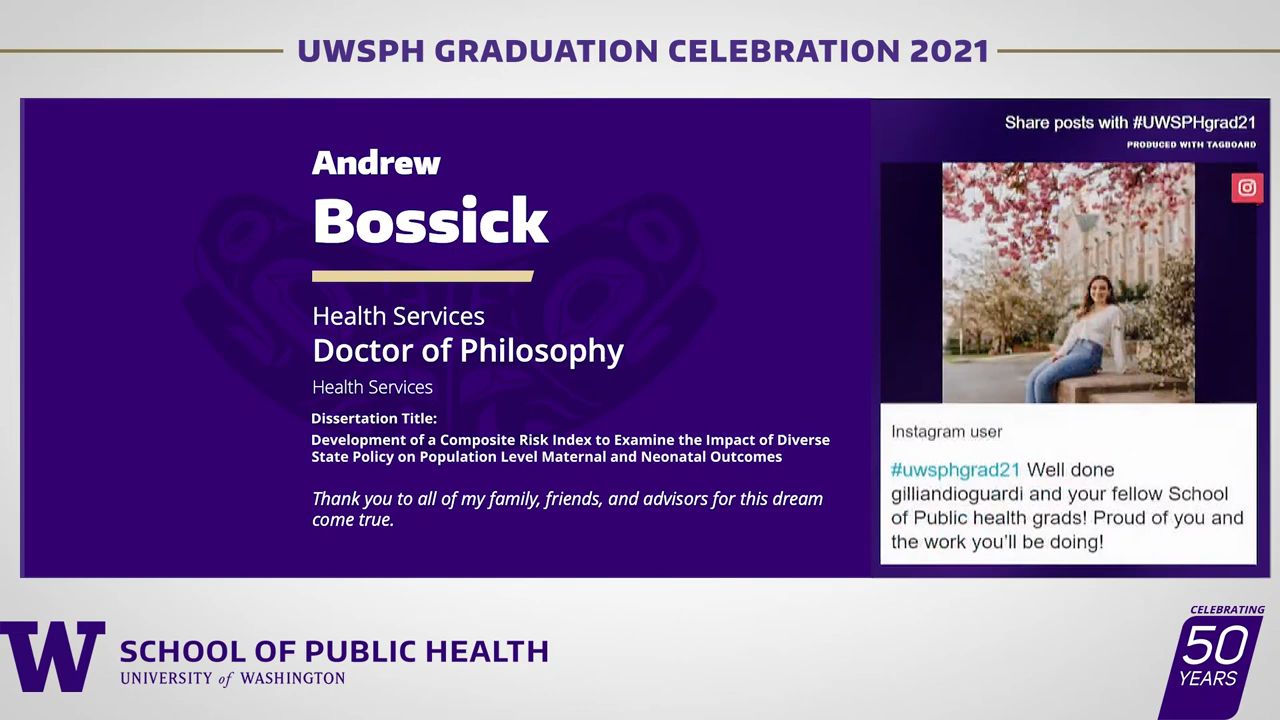 UWSPH GRADUATION CELEBRATION 2021
Andrew
Bossick
Health Services
Doctor of Philosophy
Health Services
Dissertation Title:
Development of a Composite Risk Index to Examine the Impact of Diverse
State Policy on Population Level Maternal and Neonatal Outcomes
Thank you to all of my family, friends, and advisors for this dream
come true.
Share posts with #UWSPHgrad21
PRODUCED WITH TAGBOARD
Instagram user
#uwsphgrad21 Well done
gilliandioguardi and your fellow School
of Public health grads! Proud of you and
the work you'll be doing!
W
SCHOOL OF PUBLIC HEALTH
UNIVERSITY of WASHINGTON
CELEBRATING
50
YEARS